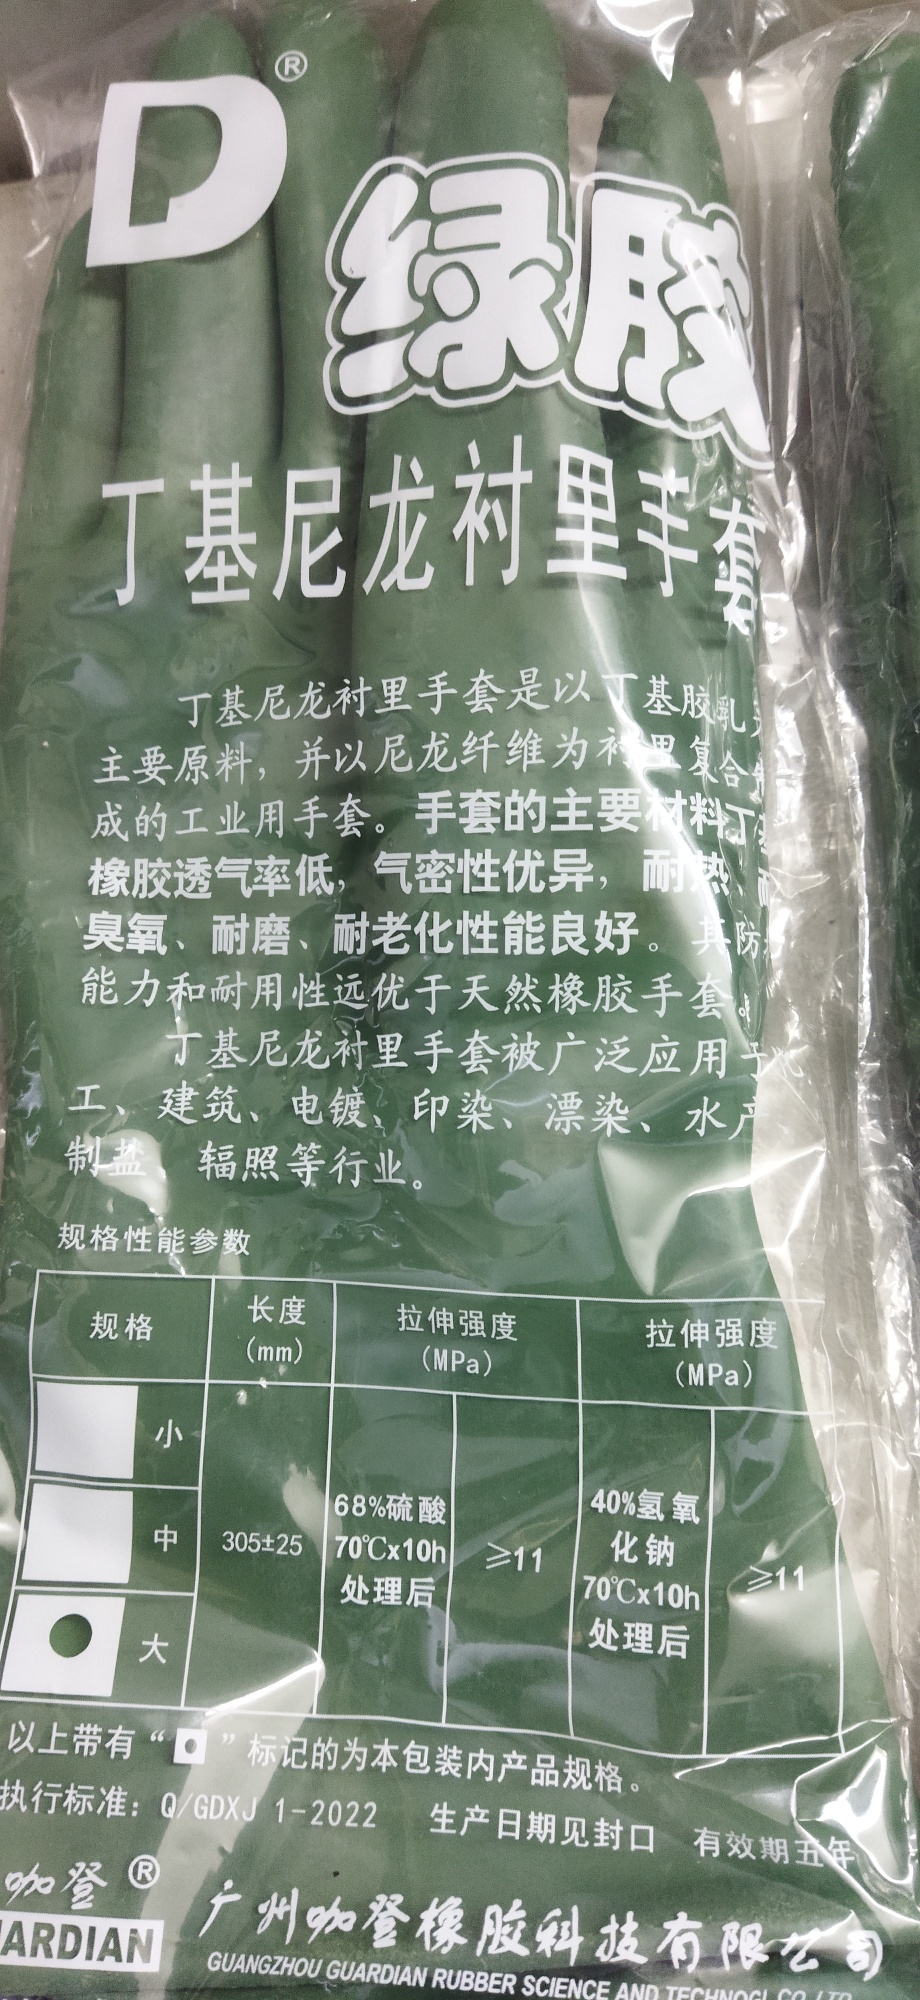 D®
绿胶
丁基尼龙衬里手套
丁基尼龙衬里手套是以丁基胶乳
主要原料，并以尼龙纤维为衬里复合
成的工业用手套。手套的主要材料丁基
橡胶透气率低，气密性优异，耐热、耐
臭氧、耐磨、耐老化性能良好。其防
能力和耐用性远优于天然橡胶手套。
丁基尼龙衬里手套被广泛应用于化
工、建筑、电镀、印染、漂染、水产
制盐 辐照等行业。
规格性能参数
规格 长度 (mm) 拉伸强度 (MPa) 拉伸强度 (MPa)
小
中 305±25 68%硫酸 70℃x10h 处理后 ≥11 40%氢氧化钠 70℃x10h 处理后 ≥11
大
以上带有“ ”标记的为本包装内产品规格。
执行标准：Q/GDXJ 1-2022 生产日期见封口 有效期五年
咖登® 
ARDIAN
广州咖登橡胶科技有限公司
GUANGZHOU GUARDIAN RUBBER SCIENCE AND